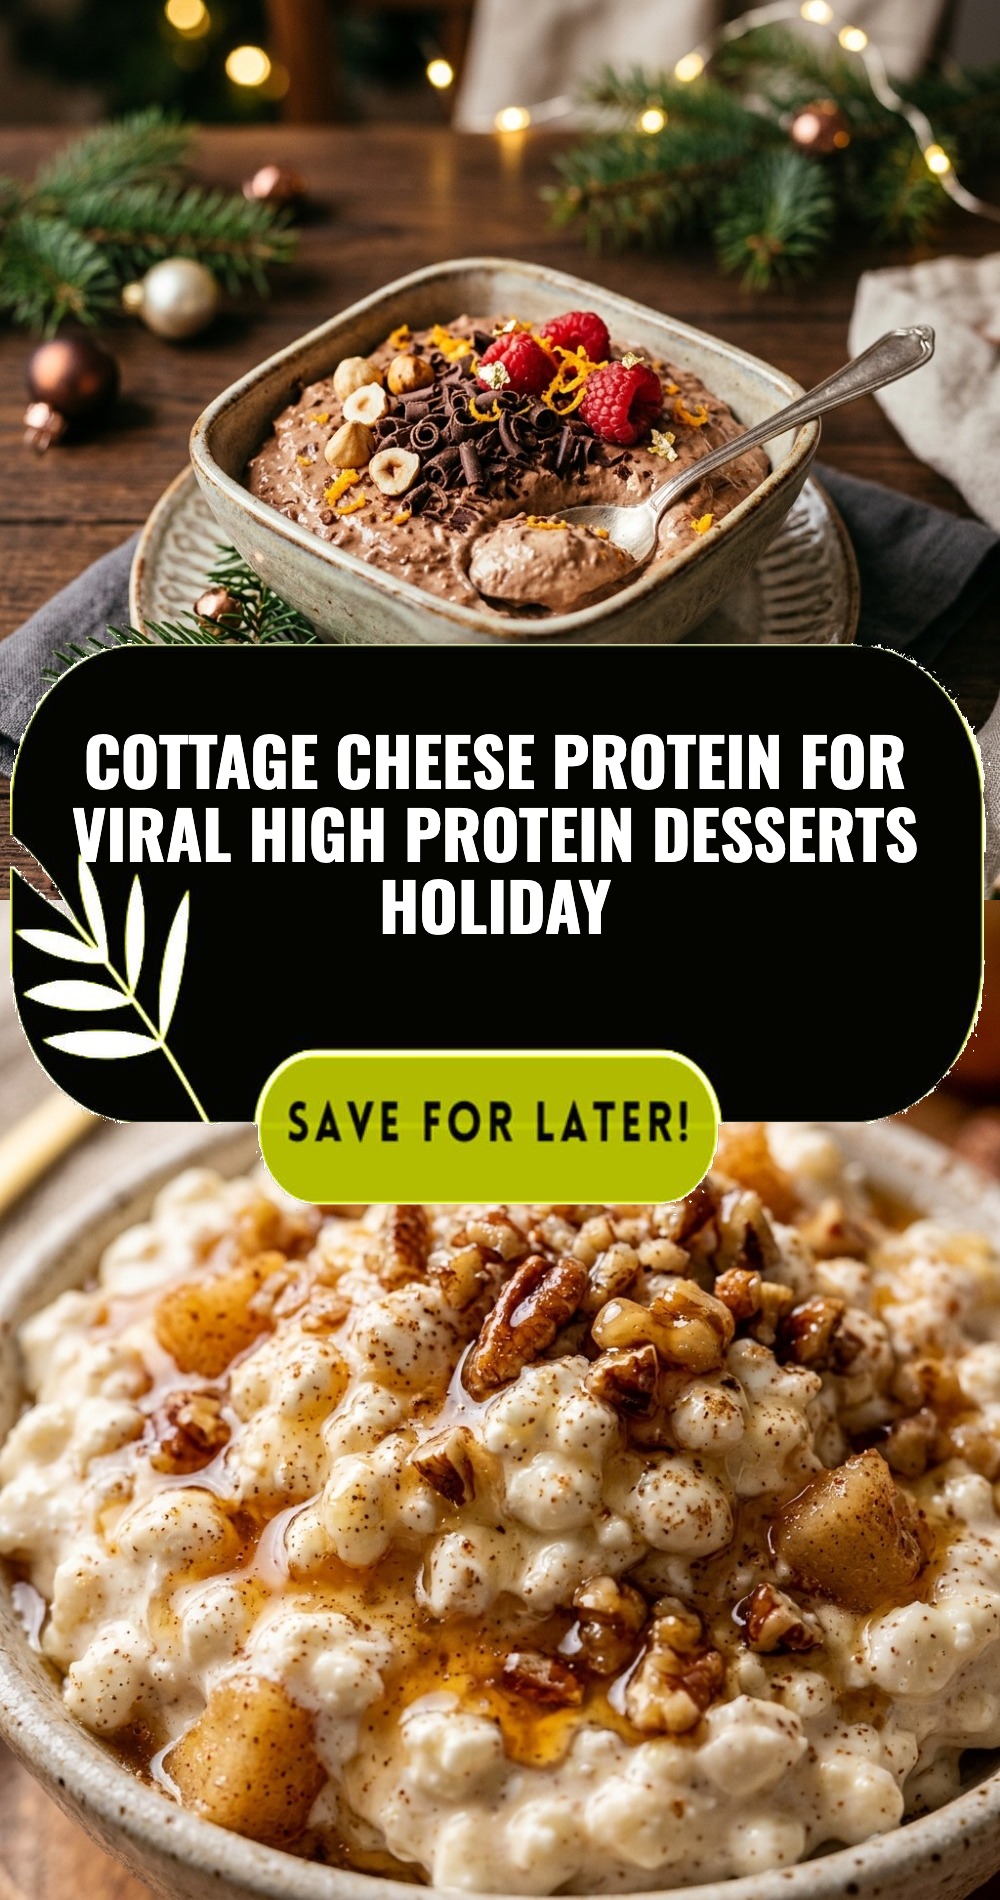 COTTAGE CHEESE PROTEIN FOR
VIRAL HIGH PROTEIN DESSERTS
HOLIDAY
SAVE FOR LATER!